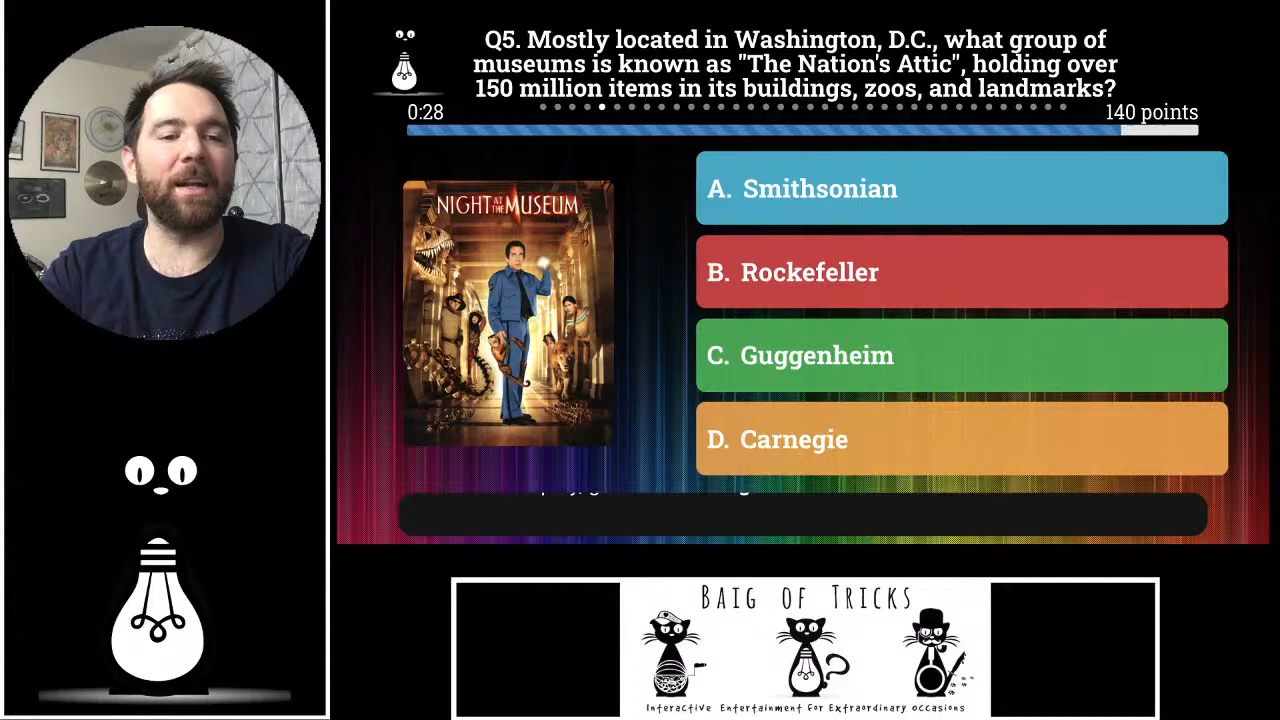 Q5. Mostly located in Washington, D.C., what group of
museums is known as "The Nation's Attic", holding over
150 million items in its buildings, zoos, and landmarks?
0:28
140 points
NIGHT AT THE MUSEUM
A. Smithsonian
B. Rockefeller
C. Guggenheim
D. Carnegie
BAIG OF TRICKS
Interactive Entertainment for Extraordinary Occasions